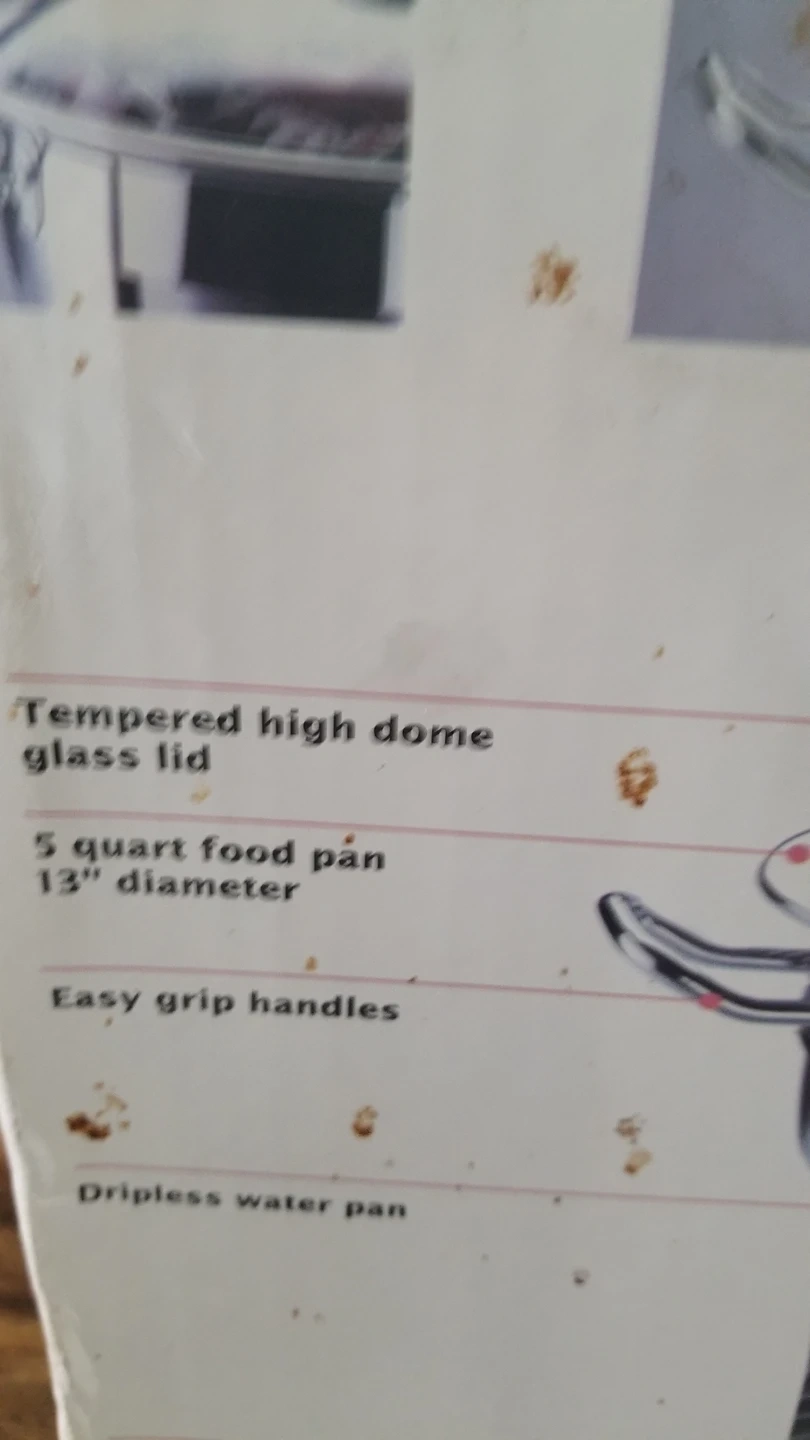 Tempered high dome
glass lid
5 quart food pan
13" diameter
Easy grip handles
Dripless water pan